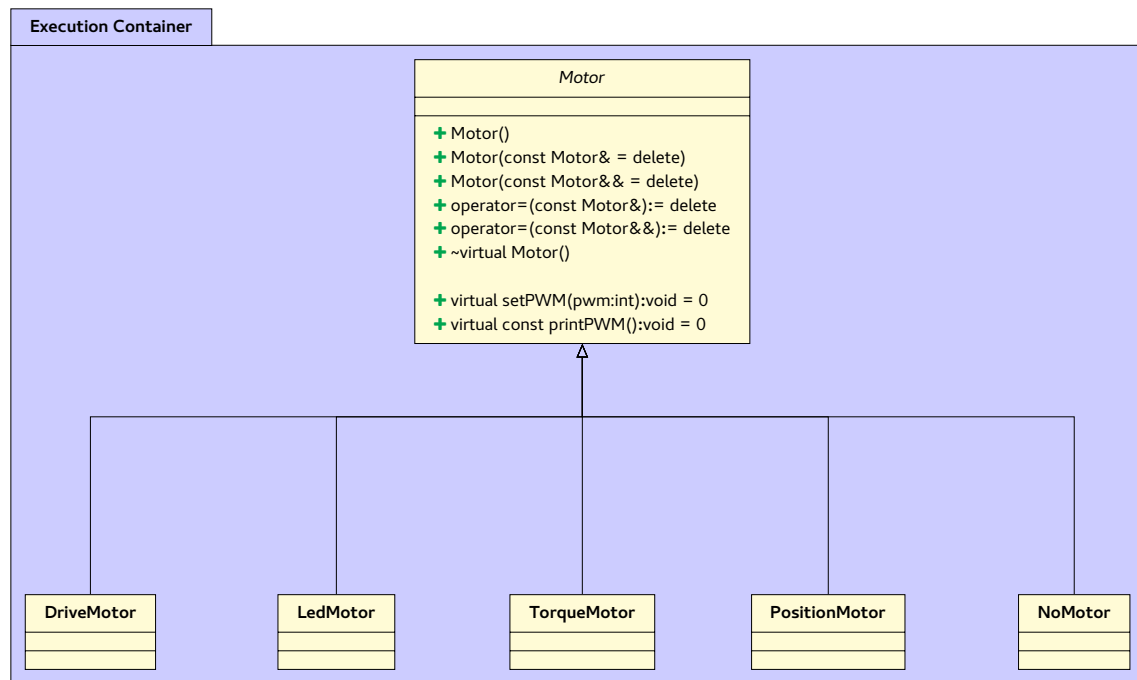 Execution Container
Motor
+ Motor()
+ Motor(const Motor& = delete)
+ Motor(const Motor&& = delete)
+ operator=(const Motor&):= delete
+ operator=(const Motor&&):= delete
+ ~virtual Motor()
+ virtual setPWM(pwm:int):void = 0
+ virtual const printPWM():void = 0
DriveMotor
LedMotor
TorqueMotor
PositionMotor
NoMotor